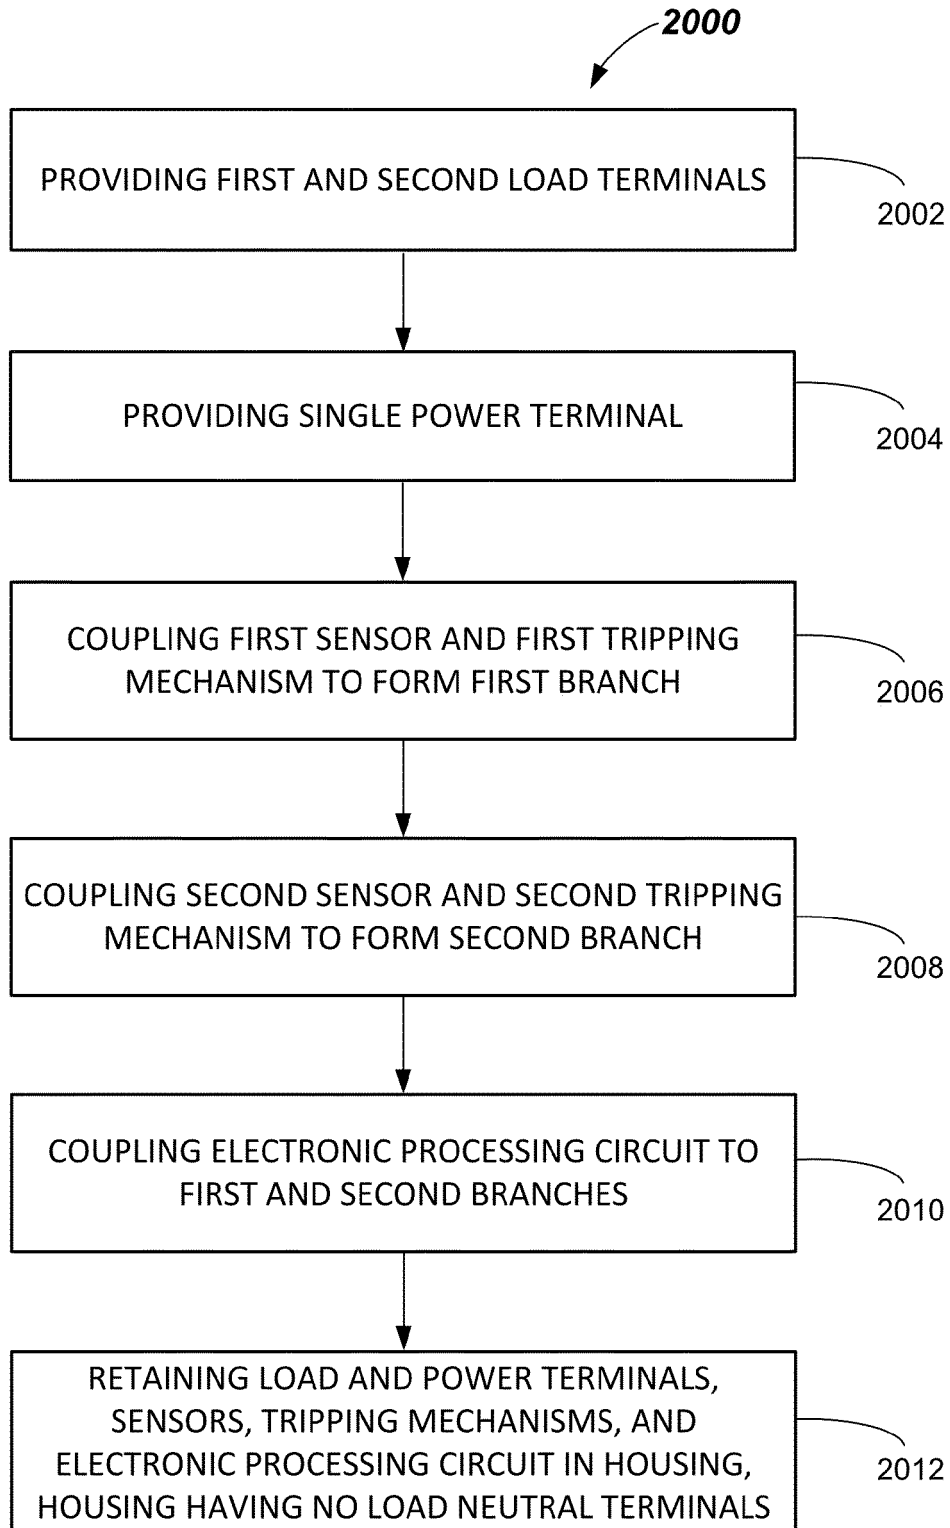 2000
PROVIDING FIRST AND SECOND LOAD TERMINALS
2002
PROVIDING SINGLE POWER TERMINAL
2004
COUPLING FIRST SENSOR AND FIRST TRIPPING
MECHANISM TO FORM FIRST BRANCH
2006
COUPLING SECOND SENSOR AND SECOND TRIPPING
MECHANISM TO FORM SECOND BRANCH
2008
COUPLING ELECTRONIC PROCESSING CIRCUIT TO
FIRST AND SECOND BRANCHES
2010
RETAINING LOAD AND POWER TERMINALS,
SENSORS, TRIPPING MECHANISMS, AND
ELECTRONIC PROCESSING CIRCUIT IN HOUSING,
HOUSING HAVING NO LOAD NEUTRAL TERMINALS
2012